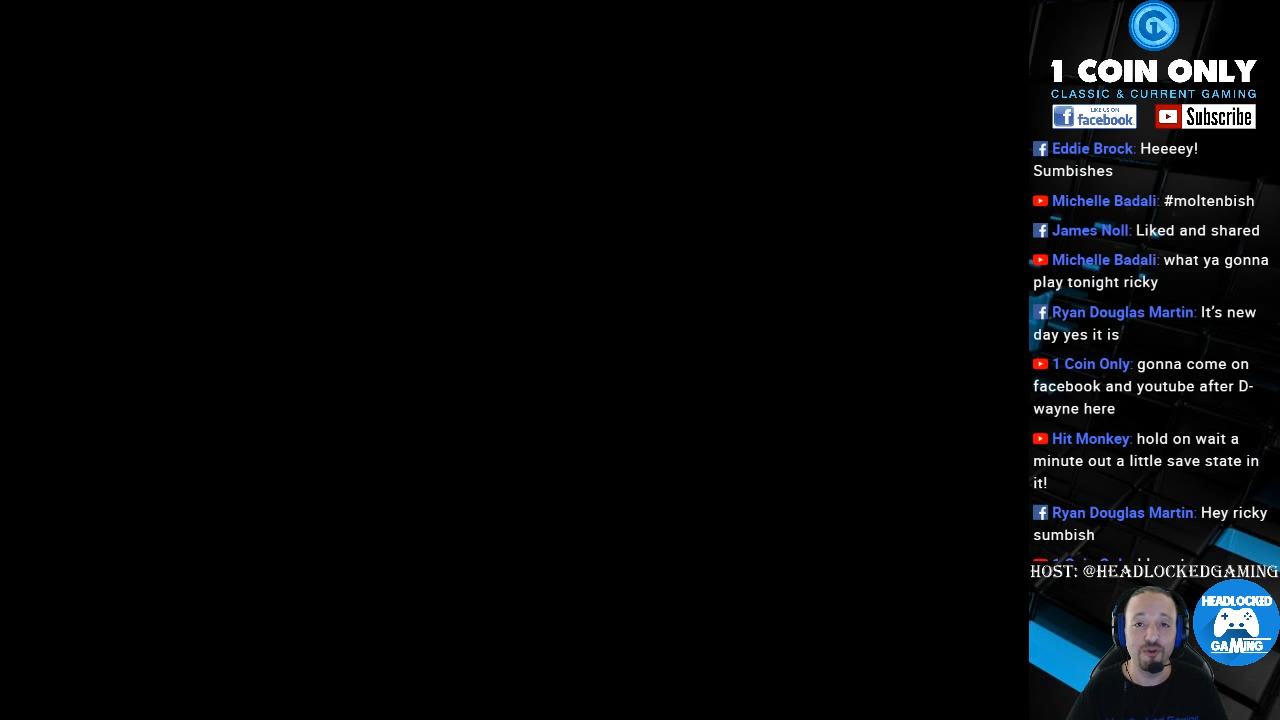 1 COIN ONLY
CLASSIC & CURRENT GAMING
LIKE US ON
facebook.
Subscribe
Eddie Brock: Heeeey!
Sumbishes
Michelle Badali: #moltenbish
James Noll: Liked and shared
Michelle Badali: what ya gonna
play tonight ricky
Ryan Douglas Martin: It’s new
day yes it is
1 Coin Only: gonna come on
facebook and youtube after D-
wayne here
Hit Monkey: hold on wait a
minute out a little save state in
it!
Ryan Douglas Martin: Hey ricky
sumbish
HOST: @HEADLOCKEDGAMING
HEADLOCKED
GAMING